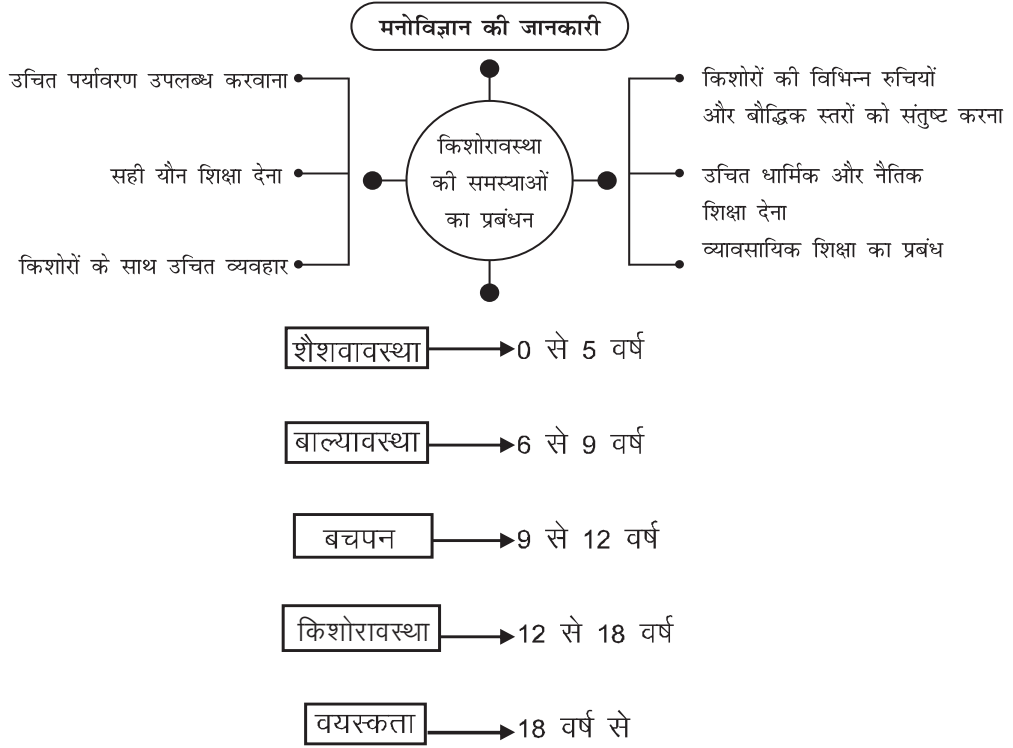 मनोविज्ञान की जानकारी
उचित पर्यावरण उपलब्ध करवाना
सही यौन शिक्षा देना
किशोरों के साथ उचित व्यवहार
किशोरावस्था
की समस्याओं
का प्रबंधन
किशोरों की विभिन्न रुचियों
और बौद्धिक स्तरों को संतुष्ट करना
उचित धार्मिक और नैतिक
शिक्षा देना
व्यावसायिक शिक्षा का प्रबंध
शैशवावस्था 0 से 5 वर्ष
बाल्यावस्था 6 से 9 वर्ष
बचपन 9 से 12 वर्ष
किशोरावस्था 12 से 18 वर्ष
वयस्कता 18 वर्ष से